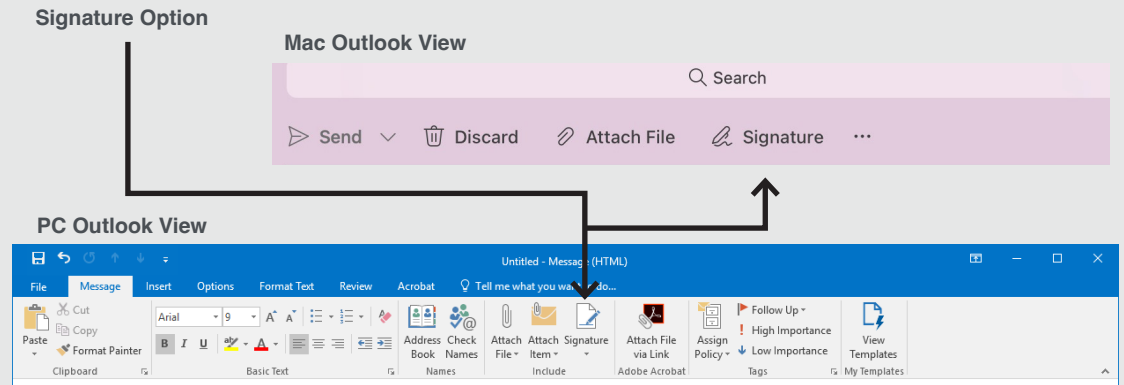 Signature Option
Mac Outlook View
Search
Send
Discard
Attach File
Signature
...
PC Outlook View
Untitled - Message (HTML)
File Message Insert Options Format Text Review Acrobat Tell me what you want to do...
Paste
Cut
Copy
Format Painter
Clipboard
Arial 9
B I U
Basic Text
Address Book
Check Names
Names
Attach File
Attach Item
Signature
Include
Attach File via Link
Adobe Acrobat
Assign Policy
Follow Up
High Importance
Low Importance
Tags
View Templates
My Templates